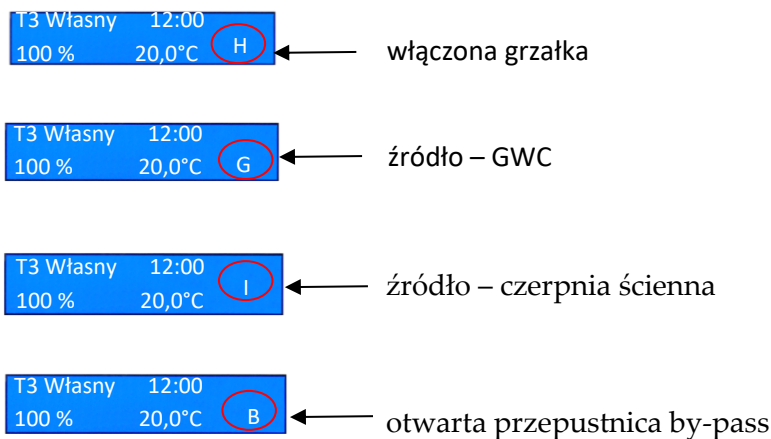 T3 Własny 12:00
100 % 20,0°C H
włączona grzałka
T3 Własny 12:00
100 % 20,0°C G
źródło – GWC
T3 Własny 12:00
100 % 20,0°C I
źródło – czerpnia ścienna
T3 Własny 12:00
100 % 20,0°C B
otwarta przepustnica by-pass